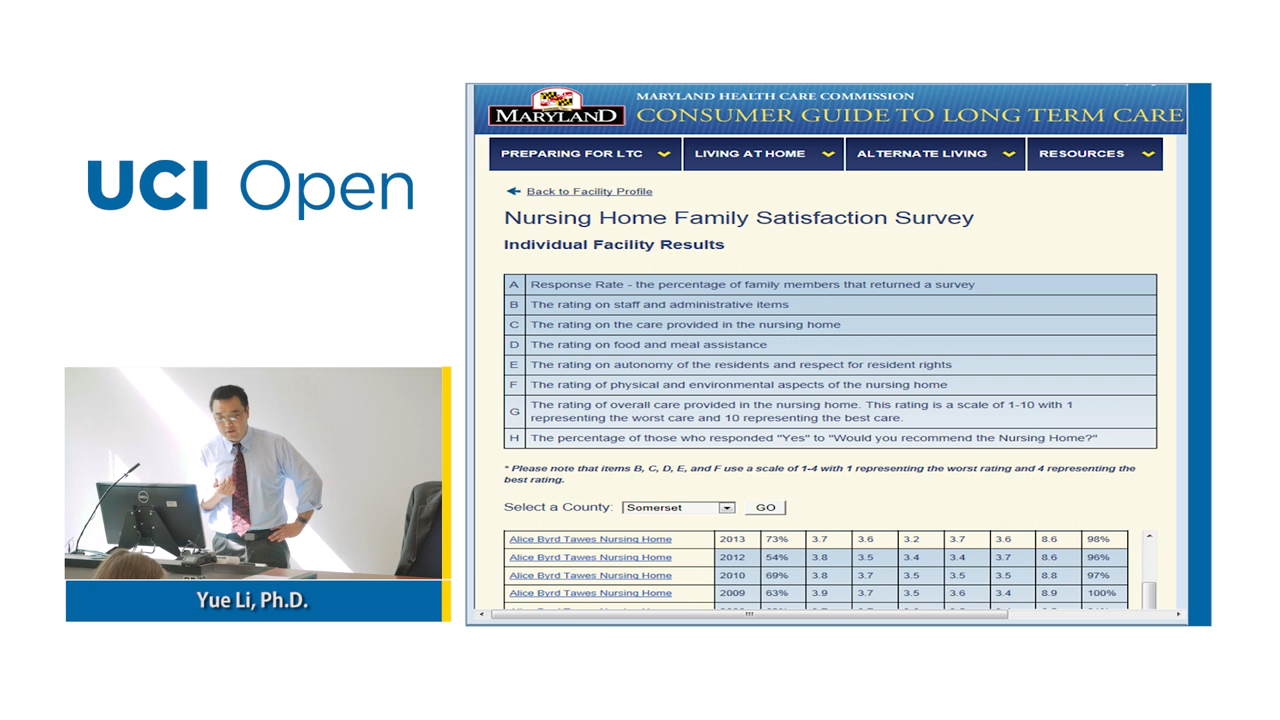 UCI Open
Yue Li, Ph.D.
DELL
MARYLAND
MARYLAND HEALTH CARE COMMISSION
CONSUMER GUIDE TO LONG TERM CARE
PREPARING FOR LTC
LIVING AT HOME
ALTERNATE LIVING
RESOURCES
Back to Facility Profile
Nursing Home Family Satisfaction Survey
Individual Facility Results
A Response Rate - the percentage of family members that returned a survey
B The rating on staff and administrative items
C The rating on the care provided in the nursing home
D The rating on food and meal assistance
E The rating on autonomy of the residents and respect for resident rights
F The rating of physical and environmental aspects of the nursing home
G The rating of overall care provided in the nursing home. This rating is a scale of 1-10 with 1
representing the worst care and 10 representing the best care.
H The percentage of those who responded "Yes" to "Would you recommend the Nursing Home?"
* Please note that items B, C, D, E, and F use a scale of 1-4 with 1 representing the worst rating and 4 representing the
best rating.
Select a County: Somerset GO
Alice Byrd Tawes Nursing Home 2013 73% 3.7 3.6 3.2 3.7 3.6 8.6 98%
Alice Byrd Tawes Nursing Home 2012 54% 3.8 3.5 3.4 3.4 3.7 8.6 96%
Alice Byrd Tawes Nursing Home 2010 69% 3.8 3.7 3.5 3.5 3.5 8.8 97%
Alice Byrd Tawes Nursing Home 2009 63% 3.9 3.7 3.5 3.6 3.4 8.9 100%